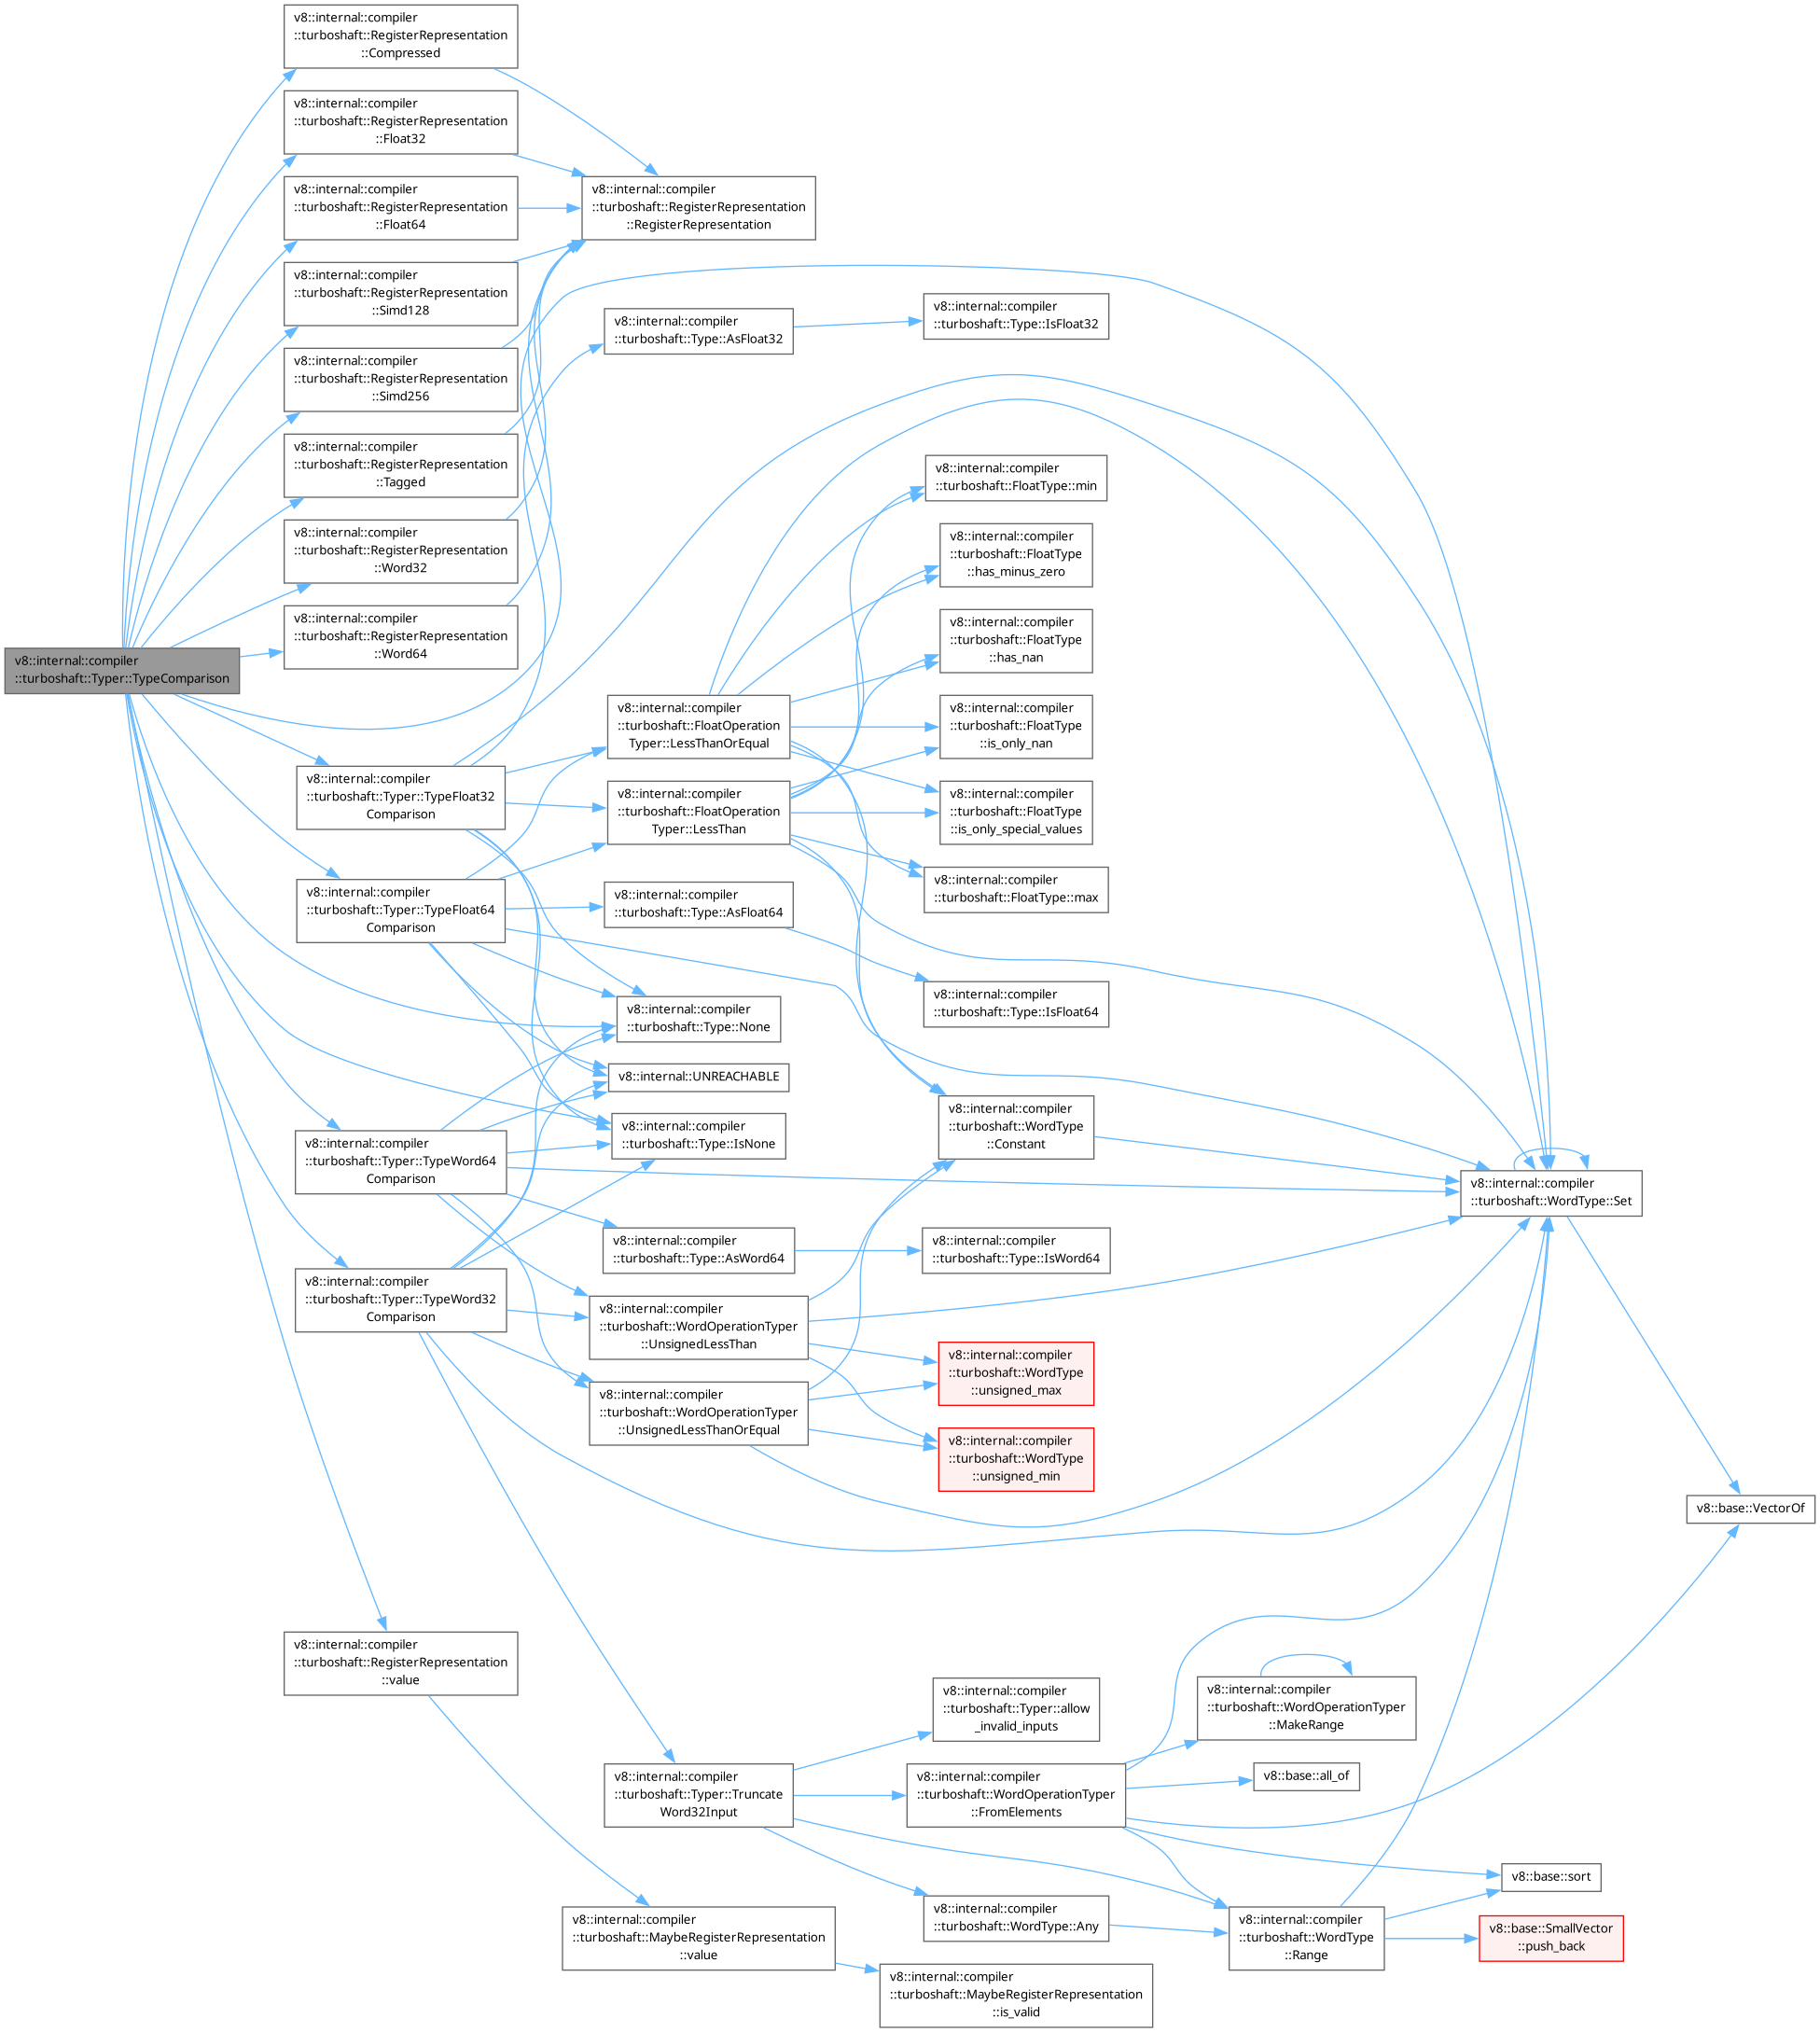 v8::internal::compiler
::turboshaft::Typer::TypeComparison
v8::internal::compiler
::turboshaft::RegisterRepresentation
::Compressed
v8::internal::compiler
::turboshaft::RegisterRepresentation
::Float32
v8::internal::compiler
::turboshaft::RegisterRepresentation
::Float64
v8::internal::compiler
::turboshaft::RegisterRepresentation
::Simd128
v8::internal::compiler
::turboshaft::RegisterRepresentation
::Simd256
v8::internal::compiler
::turboshaft::RegisterRepresentation
::Tagged
v8::internal::compiler
::turboshaft::RegisterRepresentation
::Word32
v8::internal::compiler
::turboshaft::RegisterRepresentation
::Word64
v8::internal::compiler
::turboshaft::Typer::TypeFloat32
Comparison
v8::internal::compiler
::turboshaft::Typer::TypeFloat64
Comparison
v8::internal::compiler
::turboshaft::Typer::TypeWord64
Comparison
v8::internal::compiler
::turboshaft::Typer::TypeWord32
Comparison
v8::internal::compiler
::turboshaft::RegisterRepresentation
::value
v8::internal::compiler
::turboshaft::RegisterRepresentation
::RegisterRepresentation
v8::internal::compiler
::turboshaft::Type::AsFloat32
v8::internal::compiler
::turboshaft::FloatOperation
Typer::LessThanOrEqual
v8::internal::compiler
::turboshaft::FloatOperation
Typer::LessThan
v8::internal::compiler
::turboshaft::Type::AsFloat64
v8::internal::compiler
::turboshaft::Type::None
v8::internal::UNREACHABLE
v8::internal::compiler
::turboshaft::Type::IsNone
v8::internal::compiler
::turboshaft::Type::AsWord64
v8::internal::compiler
::turboshaft::WordOperationTyper
::UnsignedLessThan
v8::internal::compiler
::turboshaft::WordOperationTyper
::UnsignedLessThanOrEqual
v8::internal::compiler
::turboshaft::Typer::Truncate
Word32Input
v8::internal::compiler
::turboshaft::MaybeRegisterRepresentation
::value
v8::internal::compiler
::turboshaft::Type::IsFloat32
v8::internal::compiler
::turboshaft::FloatType::min
v8::internal::compiler
::turboshaft::FloatType
::has_minus_zero
v8::internal::compiler
::turboshaft::FloatType
::has_nan
v8::internal::compiler
::turboshaft::FloatType
::is_only_nan
v8::internal::compiler
::turboshaft::FloatType
::is_only_special_values
v8::internal::compiler
::turboshaft::FloatType::max
v8::internal::compiler
::turboshaft::Type::IsFloat64
v8::internal::compiler
::turboshaft::WordType
::Constant
v8::internal::compiler
::turboshaft::Type::IsWord64
v8::internal::compiler
::turboshaft::WordType
::unsigned_max
v8::internal::compiler
::turboshaft::WordType
::unsigned_min
v8::internal::compiler
::turboshaft::Typer::allow
_invalid_inputs
v8::internal::compiler
::turboshaft::WordOperationTyper
::FromElements
v8::internal::compiler
::turboshaft::WordType::Any
v8::internal::compiler
::turboshaft::MaybeRegisterRepresentation
::is_valid
v8::internal::compiler
::turboshaft::WordOperationTyper
::MakeRange
v8::base::all_of
v8::internal::compiler
::turboshaft::WordType
::Range
v8::internal::compiler
::turboshaft::WordType::Set
v8::base::sort
v8::base::SmallVector
::push_back
v8::base::VectorOf